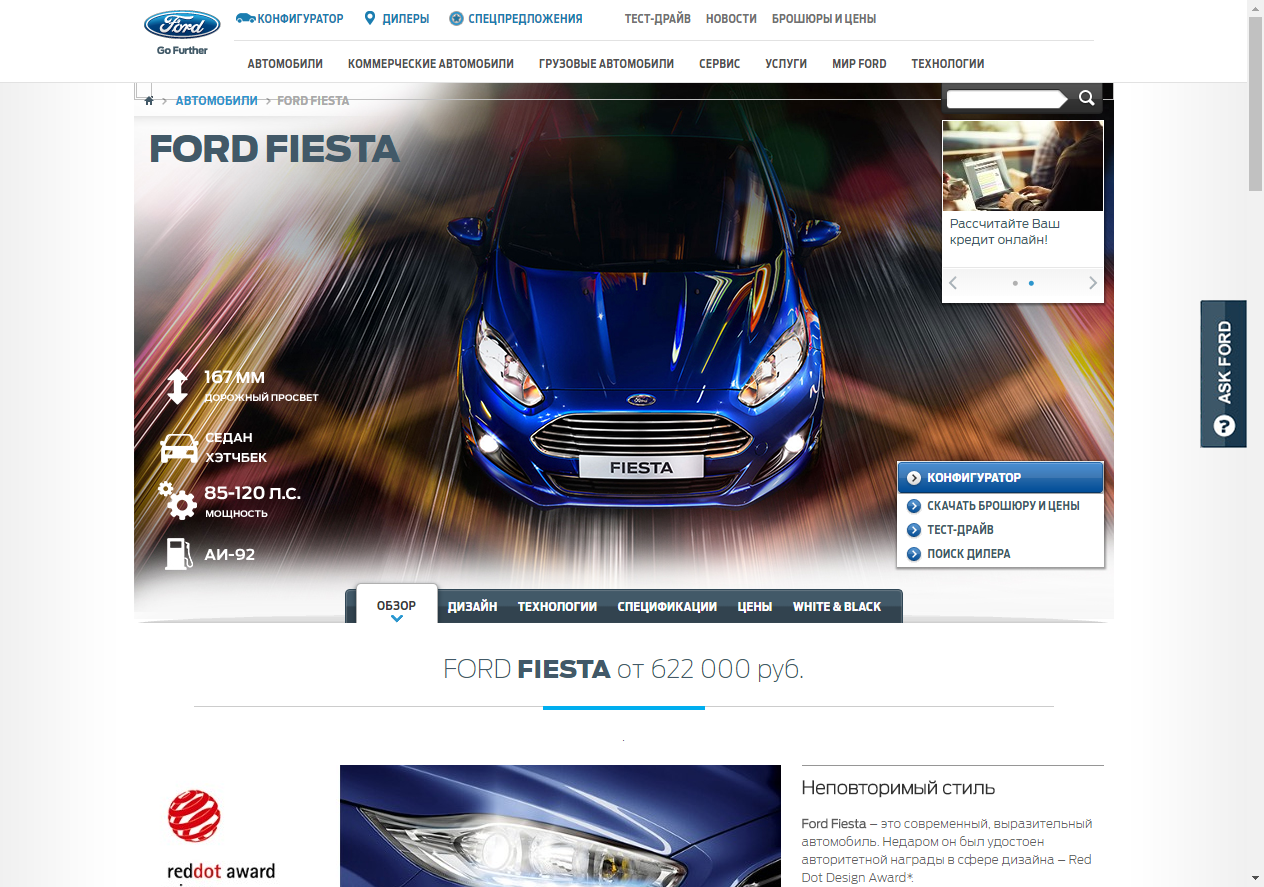 Ford
Go Further
КОНФИГУРАТОР
ДИЛЕРЫ
СПЕЦПРЕДЛОЖЕНИЯ
ТЕСТ-ДРАЙВ
НОВОСТИ
БРОШЮРЫ И ЦЕНЫ
АВТОМОБИЛИ
КОММЕРЧЕСКИЕ АВТОМОБИЛИ
ГРУЗОВЫЕ АВТОМОБИЛИ
СЕРВИС
УСЛУГИ
МИР FORD
ТЕХНОЛОГИИ
АВТОМОБИЛИ > FORD FIESTA
FORD FIESTA
Рассчитайте Ваш
кредит онлайн!
ASK FORD
?
167 ММ
ДОРОЖНЫЙ ПРОСВЕТ
СЕДАН
ХЭТЧБЕК
85-120 Л.С.
МОЩНОСТЬ
АИ-92
Ford
FIESTA
КОНФИГУРАТОР
СКАЧАТЬ БРОШЮРУ И ЦЕНЫ
ТЕСТ-ДРАЙВ
ПОИСК ДИЛЕРА
ОБЗОР
ДИЗАЙН
ТЕХНОЛОГИИ
СПЕЦИФИКАЦИИ
ЦЕНЫ
WHITE & BLACK
FORD FIESTA от 622 000 руб.
.
reddot award
Неповторимый стиль
Ford Fiesta – это современный, выразительный
автомобиль. Недаром он был удостоен
авторитетной награды в сфере дизайна – Red
Dot Design Award*.